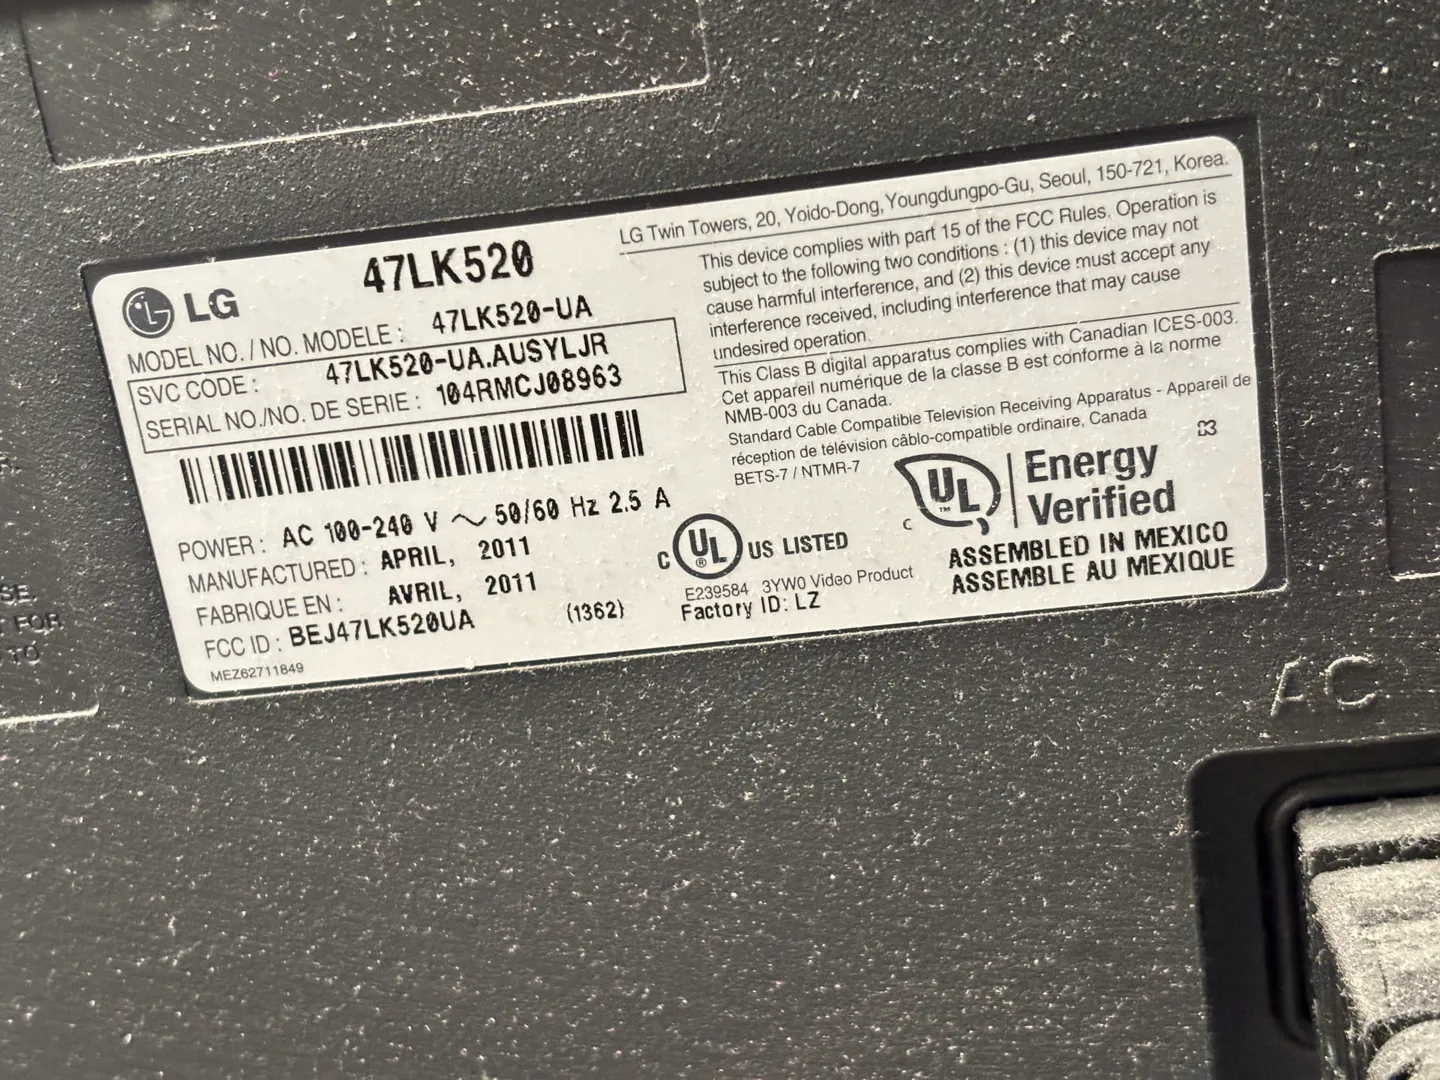 LG
47LK520
MODEL NO. / NO. MODELE : 47LK520-UA
SVC CODE : 47LK520-UA.AUSYLJR
SERIAL NO./NO. DE SERIE : 104RMCJ08963
POWER : AC 100-240 V ~ 50/60 Hz 2.5 A
MANUFACTURED : APRIL, 2011
FABRIQUE EN : AVRIL, 2011
FCC ID : BEJ47LK520UA
(1362)
MEZ62711849
LG Twin Towers, 20, Yoido-Dong, Youngdungpo-Gu, Seoul, 150-721, Korea.
This device complies with part 15 of the FCC Rules. Operation is
subject to the following two conditions : (1) this device may not
cause harmful interference, and (2) this device must accept any
interference received, including interference that may cause
undesired operation.
This Class B digital apparatus complies with Canadian ICES-003.
Cet appareil numérique de la classe B est conforme à la norme
NMB-003 du Canada.
Standard Cable Compatible Television Receiving Apparatus - Appareil de
réception de télévision câblo-compatible ordinaire, Canada
BETS-7 / NTMR-7
C UL ® US LISTED
E239584 3YW0 Video Product
Factory ID: LZ
C UL ™ Energy
Verified
ASSEMBLED IN MEXICO
ASSEMBLE AU MEXIQUE
SE.
FOR
TO
AC